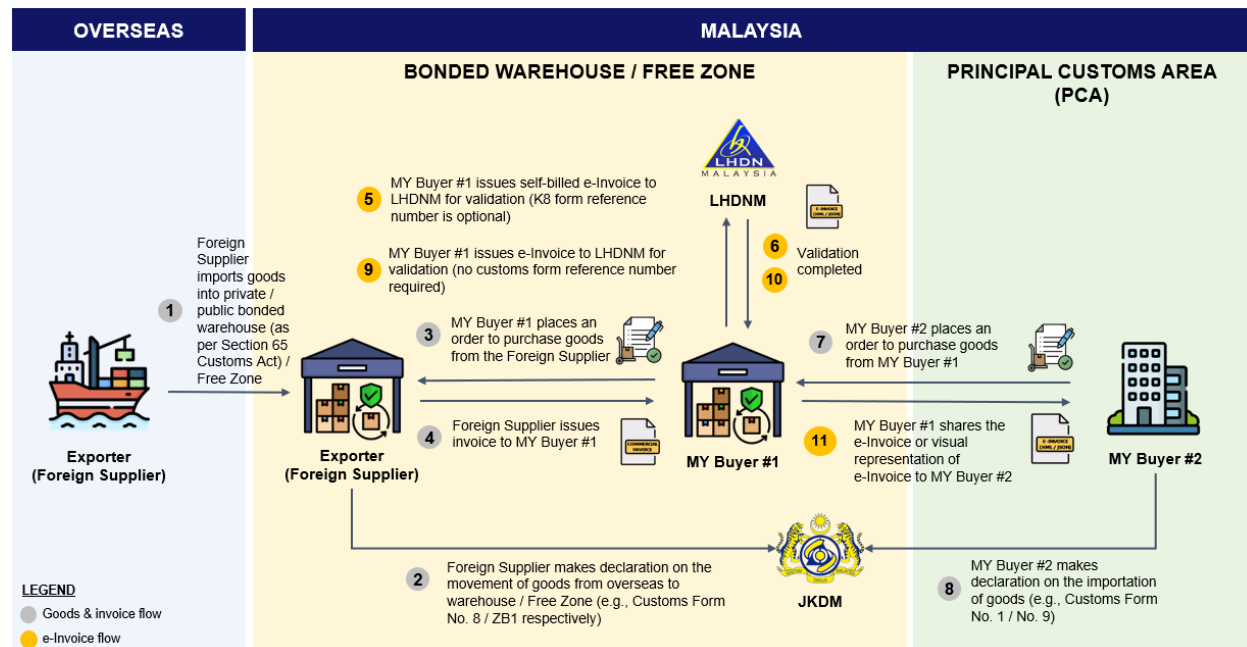 OVERSEAS
MALAYSIA
BONDED WAREHOUSE / FREE ZONE
PRINCIPAL CUSTOMS AREA
(PCA)
LHDN
MALAYSIA
LHDNM
5
MY Buyer #1 issues self-billed e-Invoice to
LHDNM for validation (K8 form reference
number is optional)
E-INVOICE
(XML / JSON)
6
10
Validation
completed
9
MY Buyer #1 issues e-Invoice to LHDNM for
validation (no customs form reference number
required)
1
Foreign
Supplier
imports goods
into private /
public bonded
warehouse (as
per Section 65
Customs Act) /
Free Zone
3
MY Buyer #1 places an
order to purchase goods
from the Foreign Supplier
7
MY Buyer #2 places an
order to purchase goods
from MY Buyer #1
4
Foreign Supplier issues
invoice to MY Buyer #1
COMMERCIAL
INVOICE
11
MY Buyer #1 shares the
e-Invoice or visual
representation of
e-Invoice to MY Buyer #2
E-INVOICE
(XML / JSON)
Exporter
(Foreign Supplier)
Exporter
(Foreign Supplier)
MY Buyer #1
MY Buyer #2
2
Foreign Supplier makes declaration on the
movement of goods from overseas to
warehouse / Free Zone (e.g., Customs Form
No. 8 / ZB1 respectively)
JKDM
8
MY Buyer #2 makes
declaration on the importation
of goods (e.g., Customs Form
No. 1 / No. 9)
LEGEND
Goods & invoice flow
e-Invoice flow